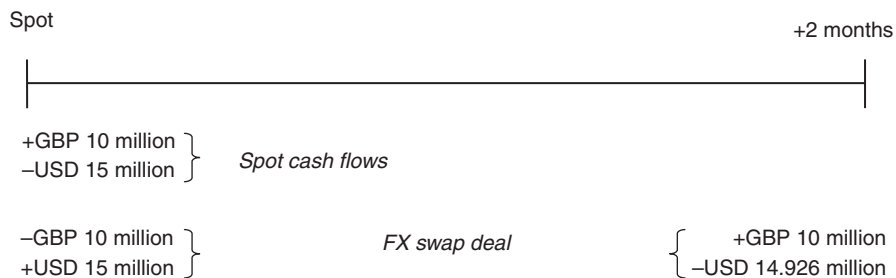 Spot
+2 months
+GBP 10 million
–USD 15 million
Spot cash flows
–GBP 10 million
+USD 15 million
FX swap deal
+GBP 10 million
–USD 14.926 million